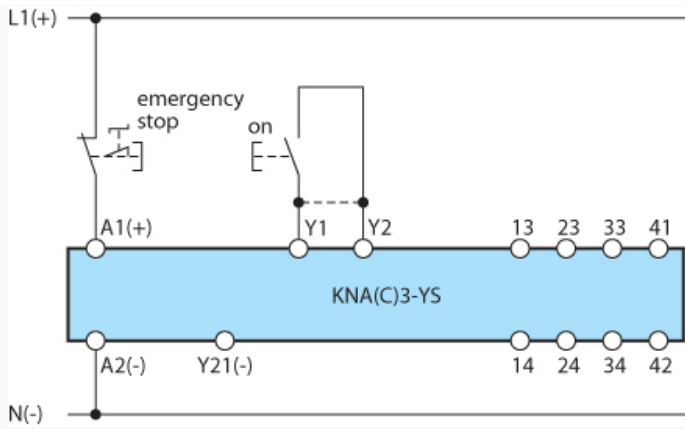 L1(+)
emergency
stop
on
A1(+)
Y1
Y2
13
23
33
41
KNA(C)3-YS
A2(-)
Y21(-)
14
24
34
42
N(-)